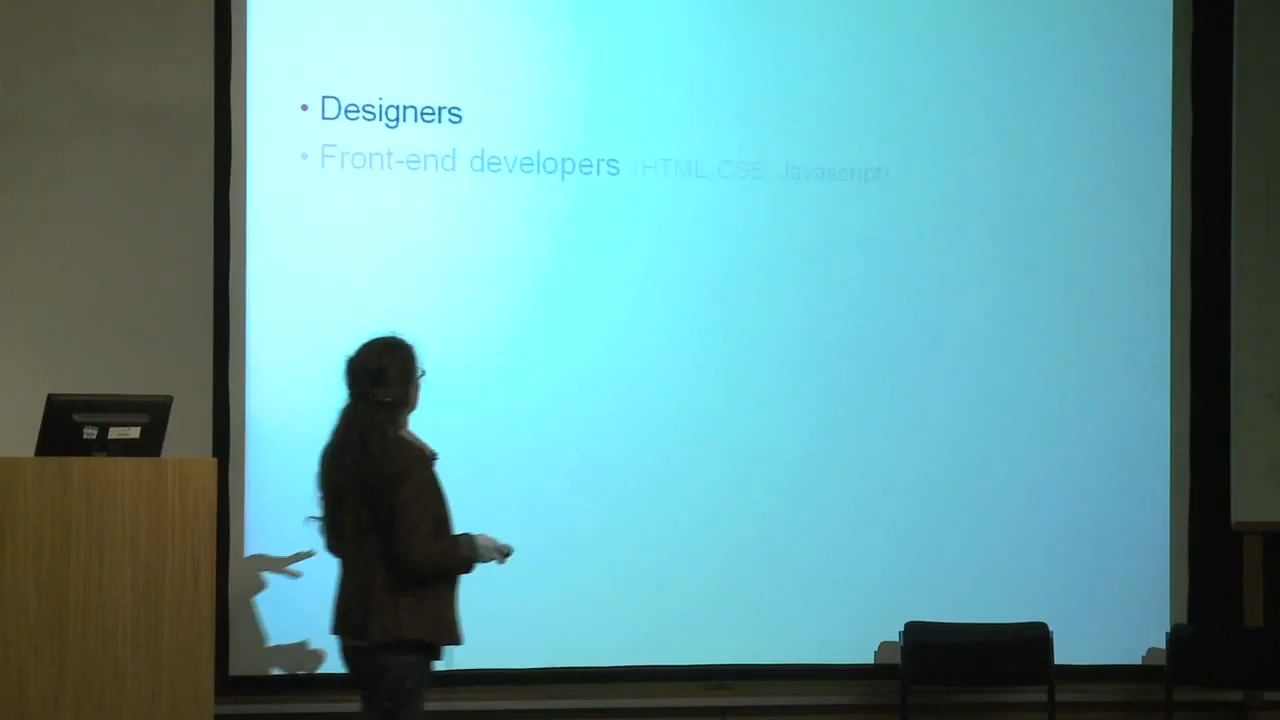 • Designers
• Front-end developers (HTML, CSS, Javascript)